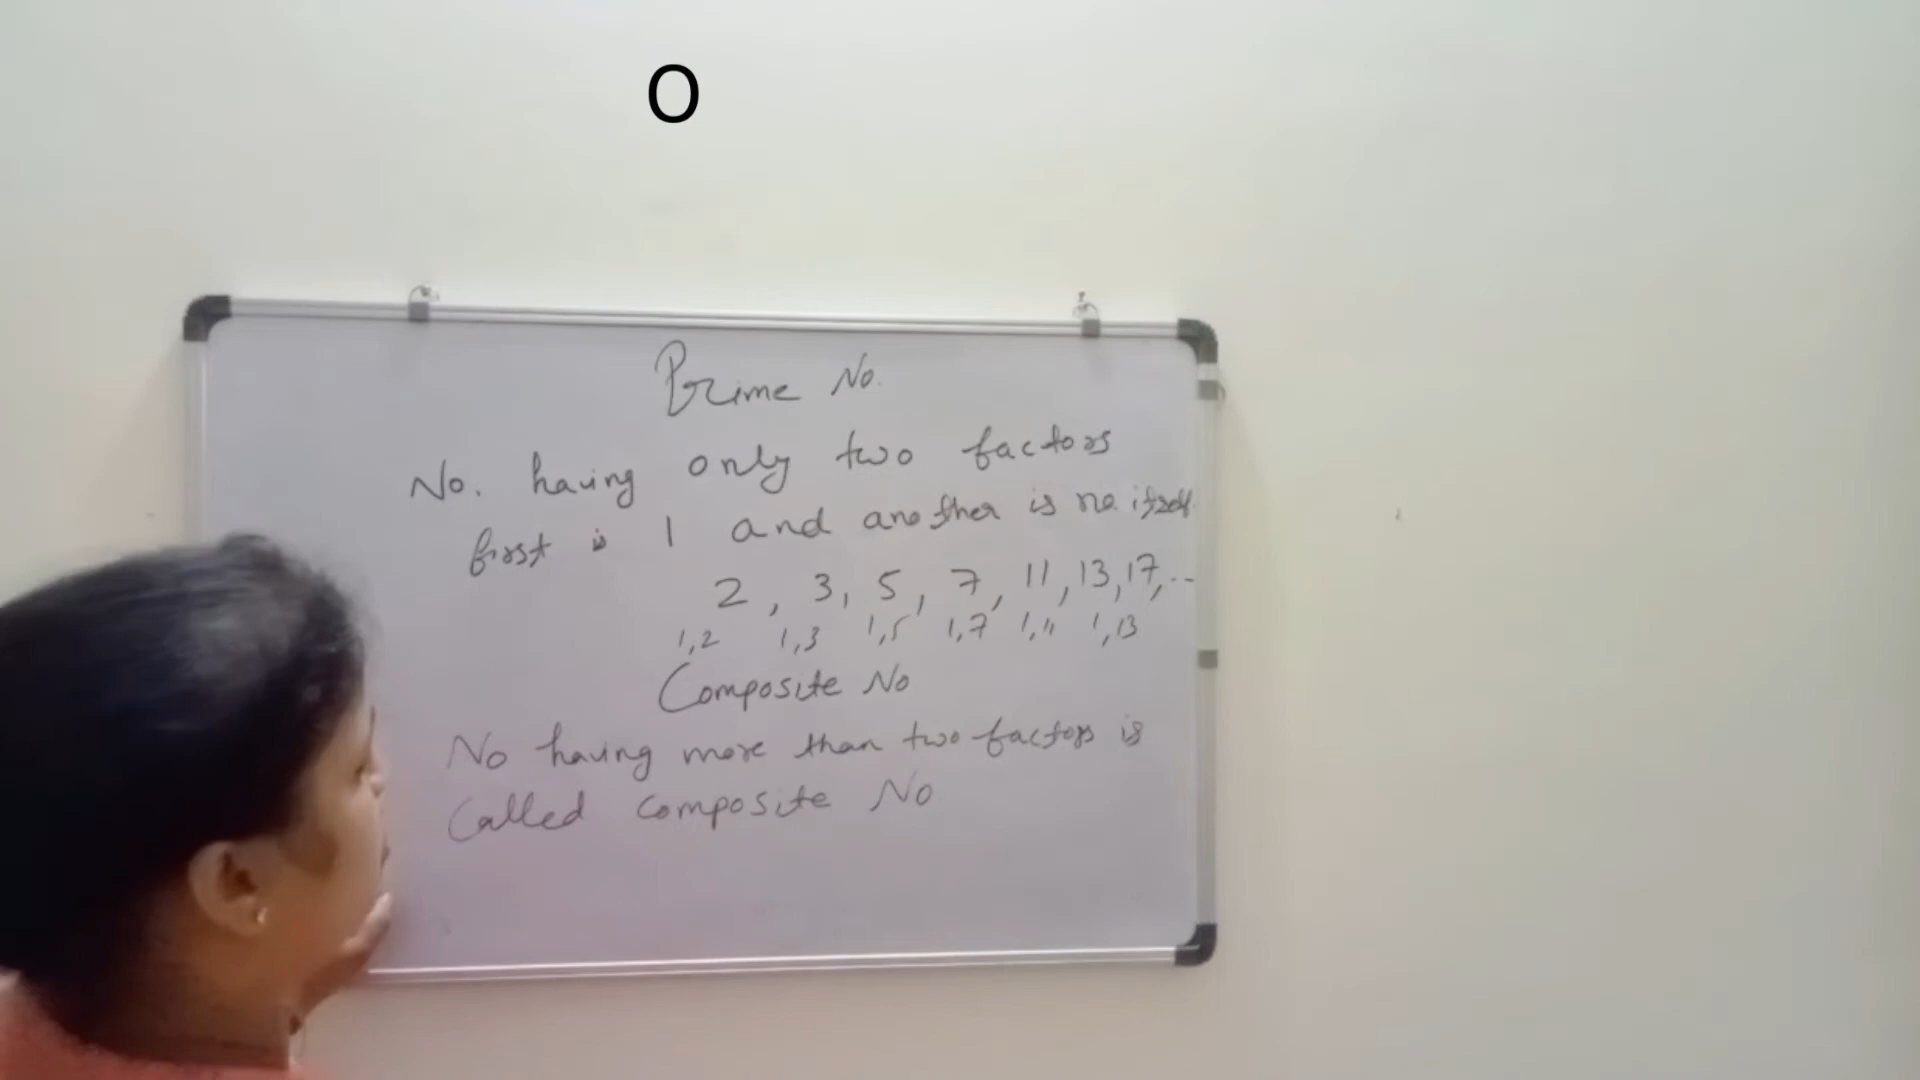 O
Prime No.
No. having only two factors
first is 1 and another is no. itself.
2, 3, 5, 7, 11, 13, 17, ...
1,2 1,3 1,5 1,7 1,11 1,13
Composite No
No having more than two factors is
Called Composite No